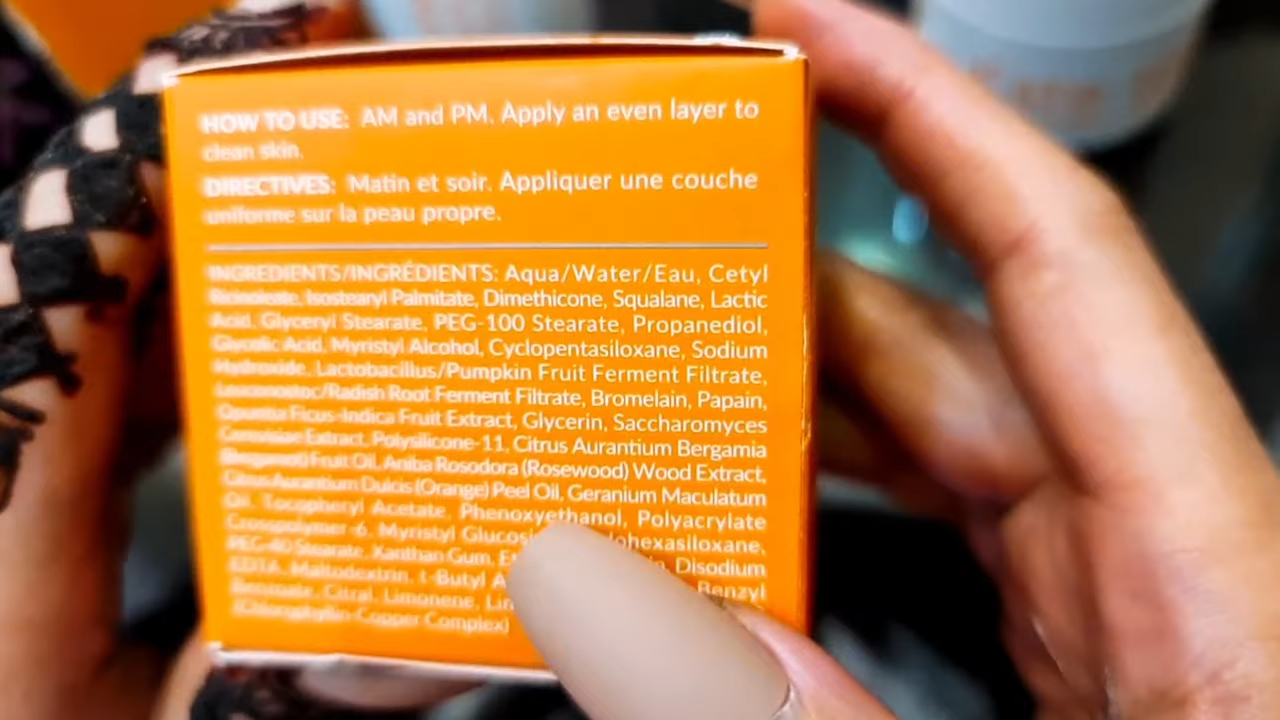 HOW TO USE: AM and PM. Apply an even layer to
clean skin.
DIRECTIVES: Matin et soir. Appliquer une couche
uniforme sur la peau propre.
INGREDIENTS/INGRÉDIENTS: Aqua/Water/Eau, Cetyl
Ricinoleate, Isostearyl Palmitate, Dimethicone, Squalane, Lactic
Acid, Glyceryl Stearate, PEG-100 Stearate, Propanediol,
Glycolic Acid, Myristyl Alcohol, Cyclopentasiloxane, Sodium
Hydroxide, Lactobacillus/Pumpkin Fruit Ferment Filtrate,
Leuconostoc/Radish Root Ferment Filtrate, Bromelain, Papain,
Opuntia Ficus-Indica Fruit Extract, Glycerin, Saccharomyces
Cerevisiae Extract, Polysilicone-11, Citrus Aurantium Bergamia
(Bergamot) Fruit Oil, Aniba Rosodora (Rosewood) Wood Extract,
Citrus Aurantium Dulcis (Orange) Peel Oil, Geranium Maculatum
Oil, Tocopheryl Acetate, Phenoxyethanol, Polyacrylate
Crosspolymer-6, Myristyl ohexasiloxane,
PEG-40 Stearate, Xanthan Gum, Disodium
EDTA, Maltodextrin, t-Butyl Benzyl
Benzoate, Citral, Limonene,
(Chlorophyllin-Copper Complex)